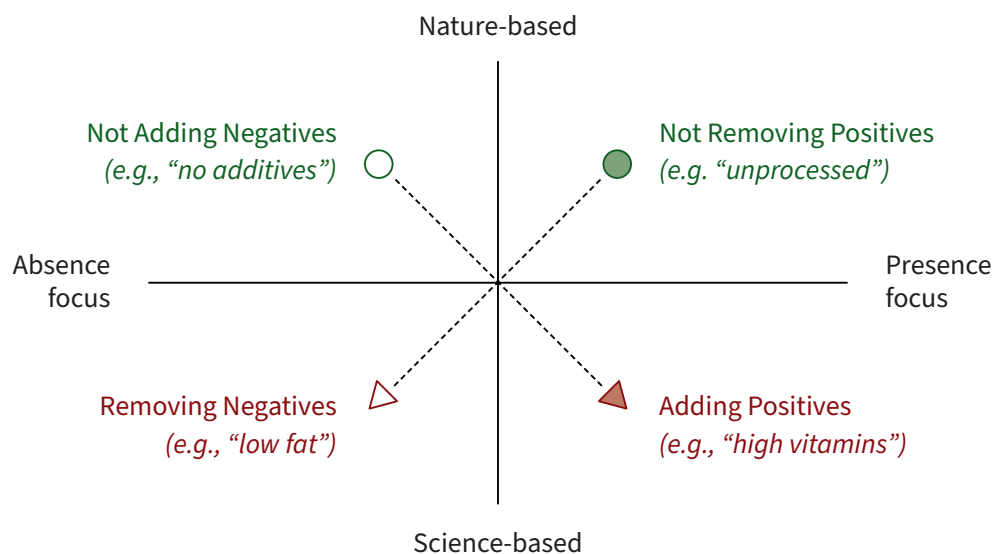 Nature-based
Not Adding Negatives
(e.g., “no additives”)
Not Removing Positives
(e.g. “unprocessed”)
Absence
focus
Presence
focus
Removing Negatives
(e.g., “low fat”)
Adding Positives
(e.g., “high vitamins”)
Science-based